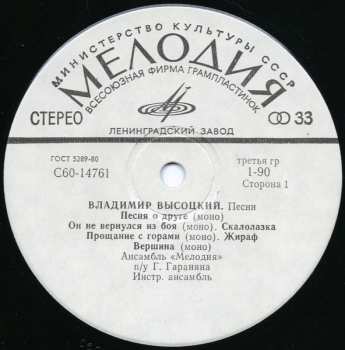 МИНИСТЕРСТВО КУЛЬТУРЫ СССР
МЕЛОДИЯ
ВСЕСОЮЗНАЯ ФИРМА ГРАМПЛАСТИНОК
СТЕРЕО
33
ЛЕНИНГРАДСКИЙ ЗАВОД
ГОСТ 5289-80
С60-14761
третья гр
1-90
Сторона 1
ВЛАДИМИР ВЫСОЦКИЙ. Песни
Песня о друге (моно)
Он не вернулся из боя (моно). Скалолазка
Прощание с горами (моно). Жираф
Вершина (моно)
Ансамбль «Мелодия»
п/у Г. Гараняна
Инстр. ансамбль